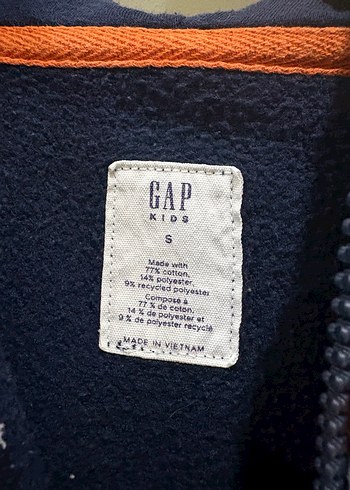 GAP
KIDS
S
Made with
77% cotton,
14% polyester,
9% recycled polyester
Composé à
77 % de coton,
14 % de polyester et
9 % de polyester recyclé
MADE IN VIETNAM